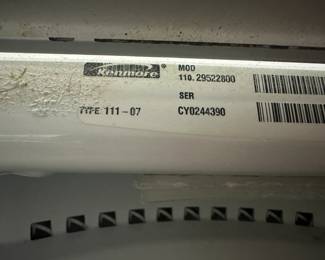 Kenmore® MOD
110. 29522800
SER
TYPE 111-07 CY0244390